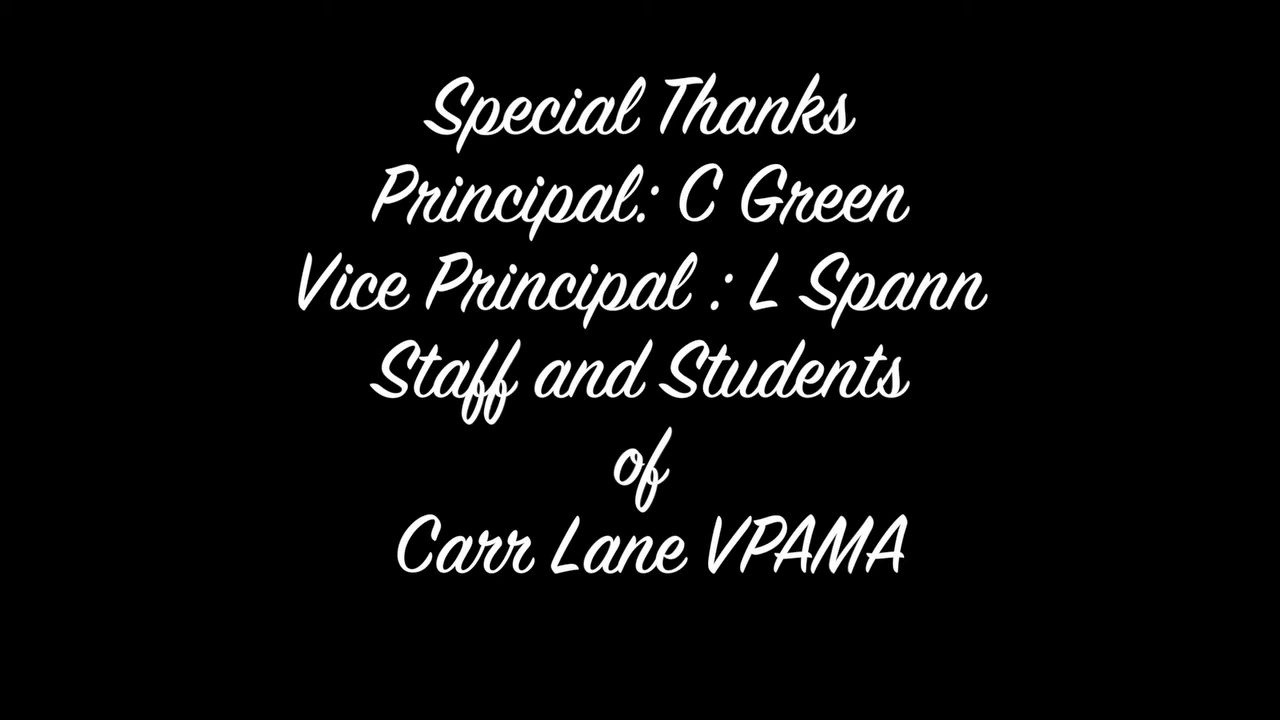 Special Thanks
Principal: C Green
Vice Principal : L Spann
Staff and Students
of
Carr Lane VPAMA